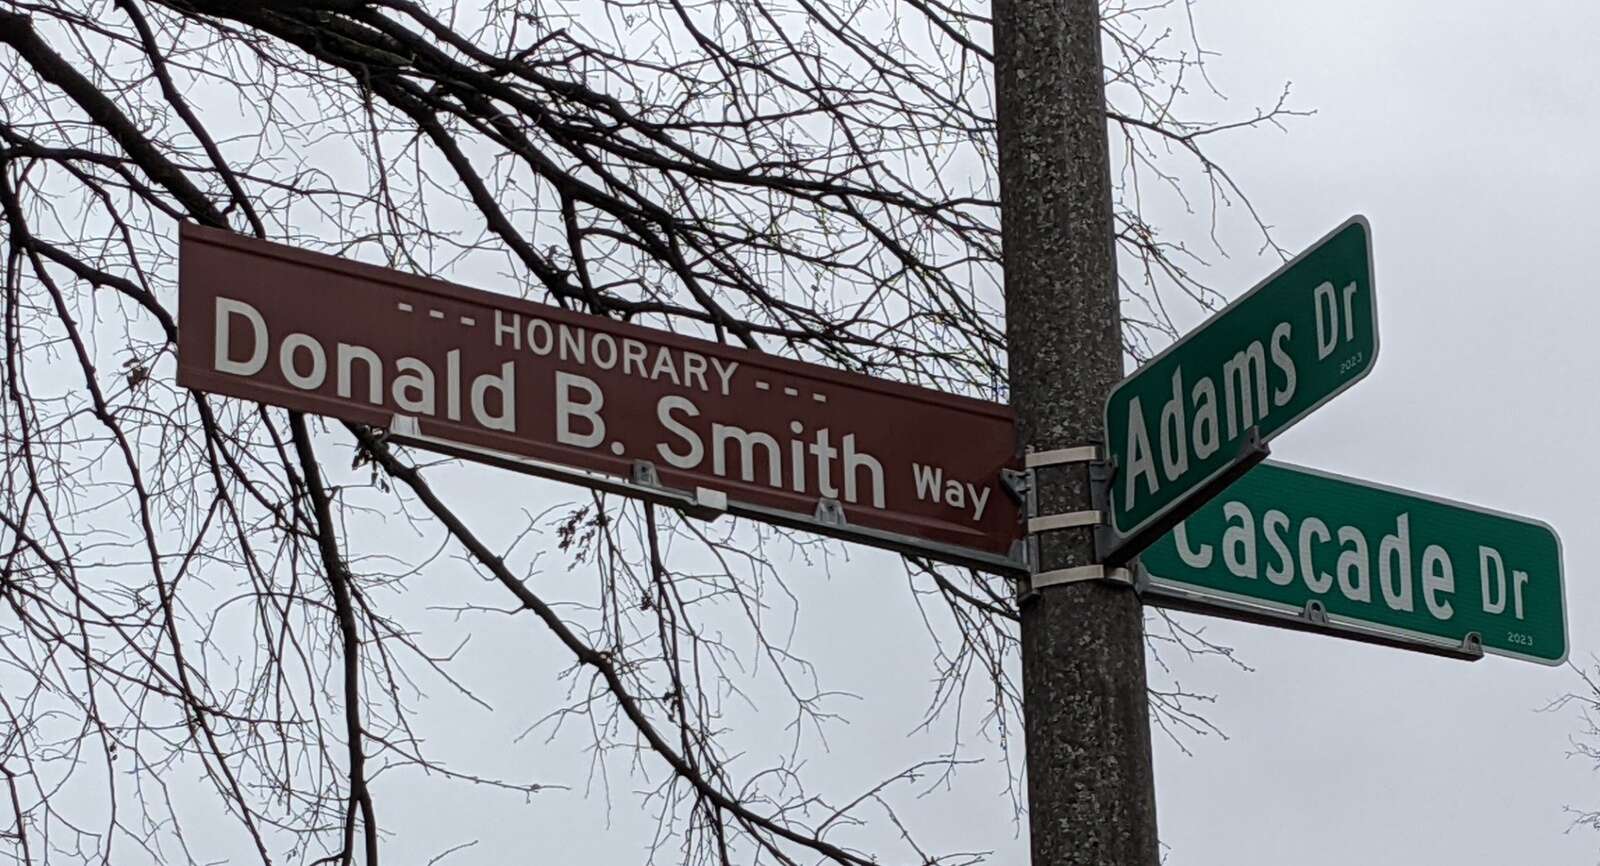 --- HONORARY ---
Donald B. Smith Way
Adams Dr
2023
Cascade Dr
2023